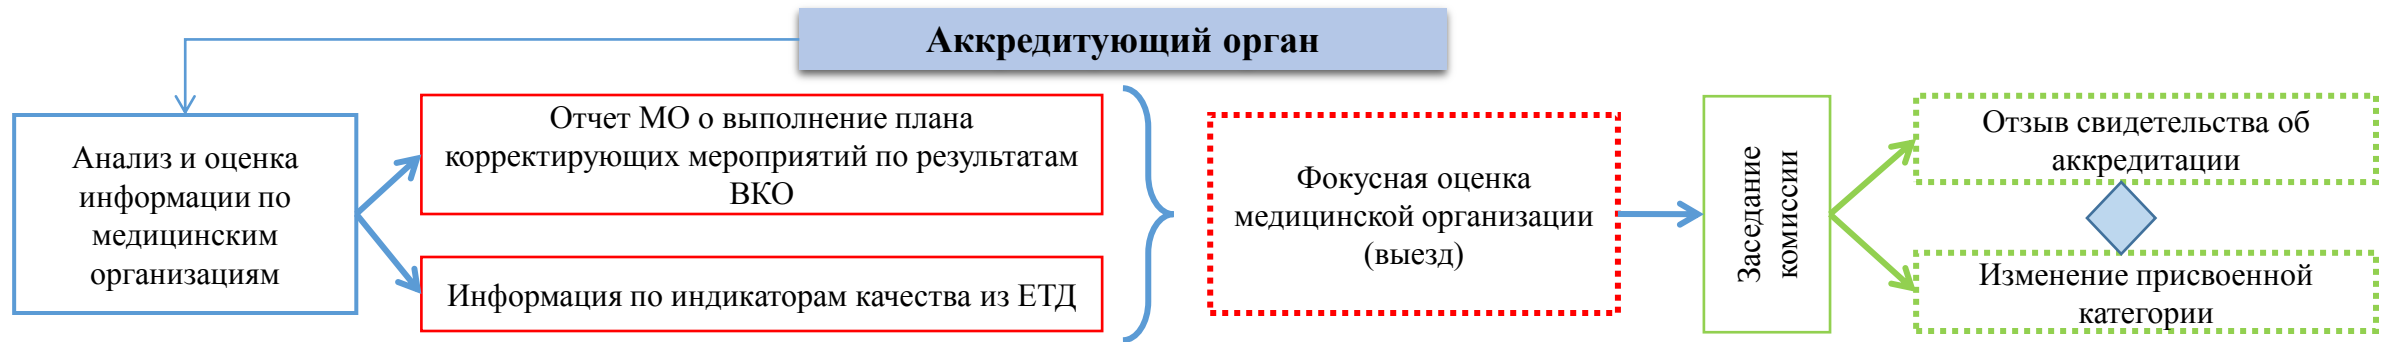 Аккредитующий орган
Анализ и оценка
информации по
медицинским
организациям
Отчет МО о выполнение плана
корректирующих мероприятий по результатам
ВКО
Информация по индикаторам качества из ЕТД
Фокусная оценка
медицинской организации
(выезд)
Заседание
комиссии
Отзыв свидетельства об
аккредитации
Изменение присвоенной
категории